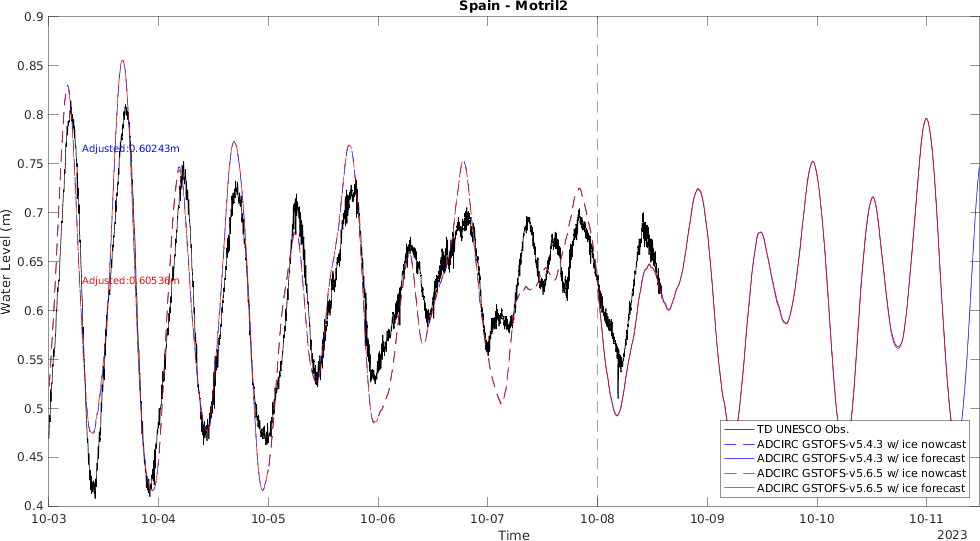 Spain - Motril2
0.9
0.85
0.8
0.75
0.7
0.65
0.6
0.55
0.5
0.45
0.4
Water Level (m)
Adjusted:0.60243m
Adjusted:0.60536m
TD UNESCO Obs.
ADCIRC GSTOFS-v5.4.3 w/ ice nowcast
ADCIRC GSTOFS-v5.4.3 w/ ice forecast
ADCIRC GSTOFS-v5.6.5 w/ ice nowcast
ADCIRC GSTOFS-v5.6.5 w/ ice forecast
10-03 10-04 10-05 10-06 10-07 10-08 10-09 10-10 10-11
Time
2023